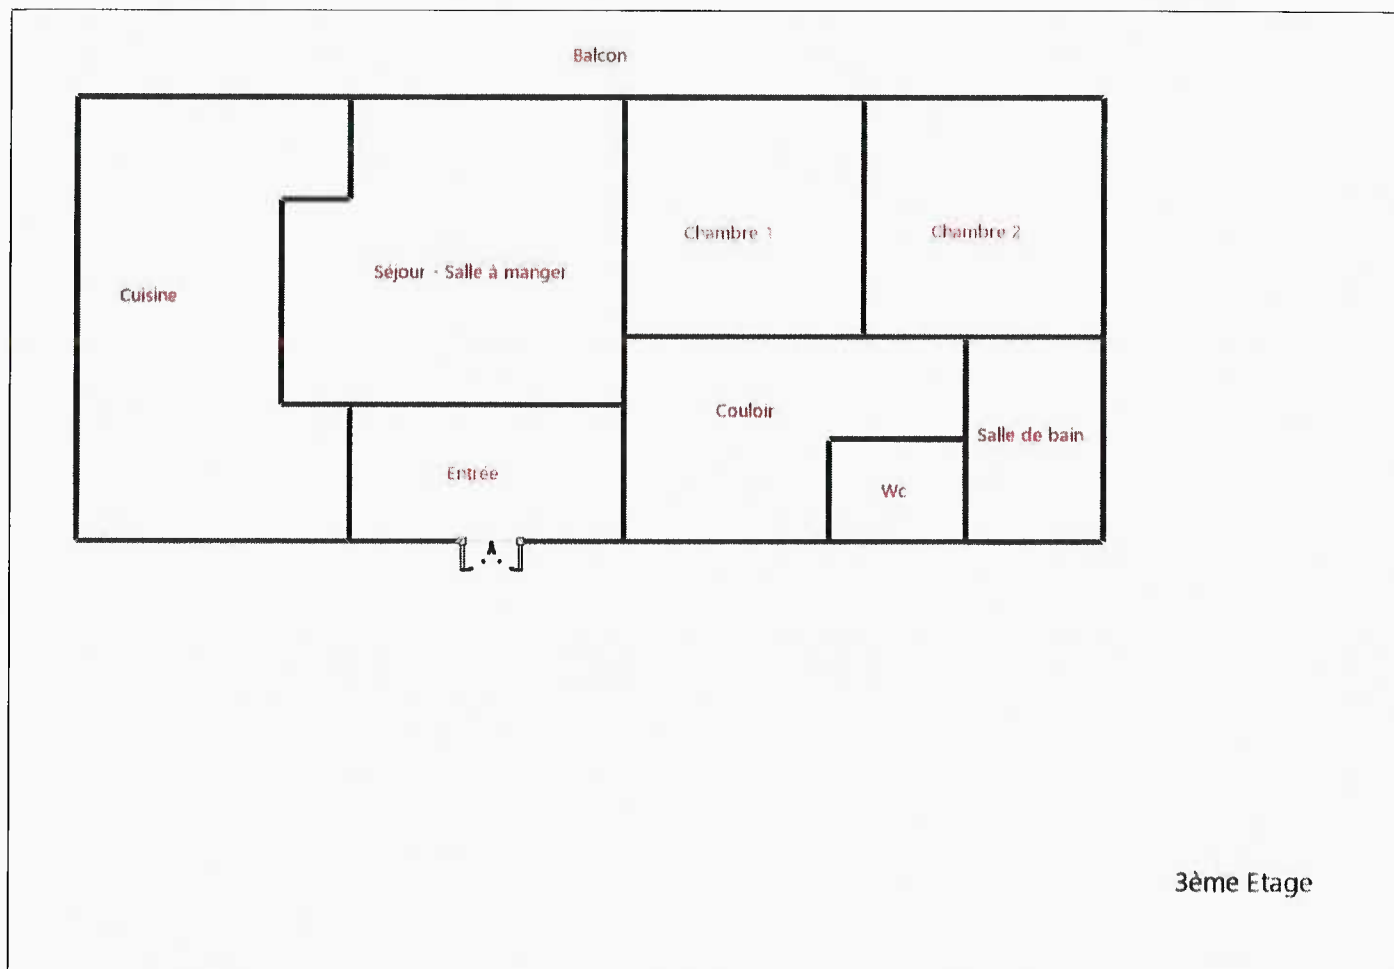 Balcon
Chambre 1
Chambre 2
Séjour - Salle à manger
Cuisine
Couloir
Salle de bain
Entrée
Wc
3ème Etage